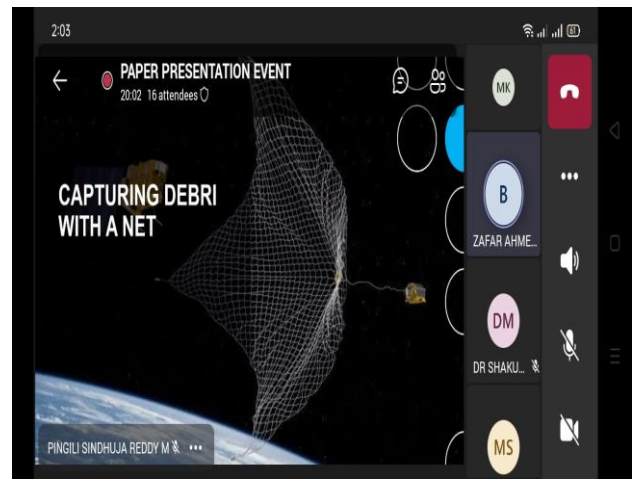 2:03
61
PAPER PRESENTATION EVENT
20:02 16 attendees
CAPTURING DEBRI
WITH A NET
PINGILI SINDHUJA REDDY M
MK
B
ZAFAR AHME...
DM
DR SHAKU...
MS